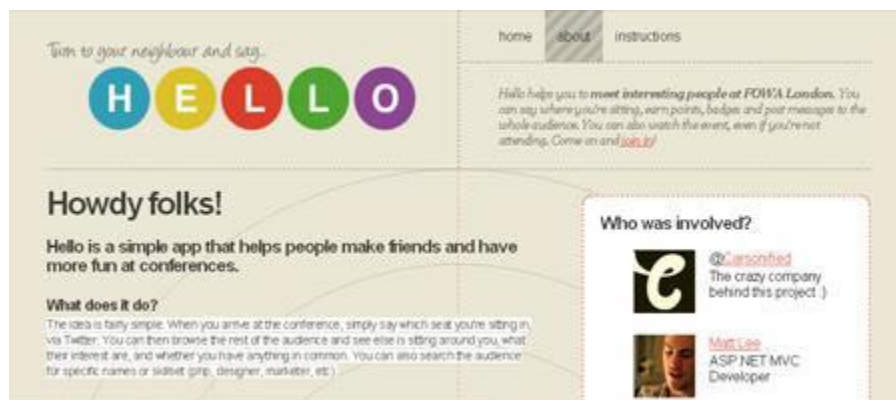 home about instructions
Turn to your neighbour and say...
HELLO
Hello helps you to meet interesting people at FOWA London. You
can say where you're sitting, earn points, badges and post messages to the
whole audience. You can also watch the event, even if you're not
attending. Come on and join in!
Howdy folks!
Hello is a simple app that helps people make friends and have
more fun at conferences.
What does it do?
The idea is fairly simple. When you arrive at the conference, simply say which seat you're sitting in,
via Twitter. You can then browse the rest of the audience and see else is sitting around you, what
their interest are, and whether you have anything in common. You can also search the audience
for specific names or skillset (php, designer, marketer, etc)...
Who was involved?
@Carsonified
The crazy company
behind this project :)
Matt Lee
ASP.NET MVC
Developer